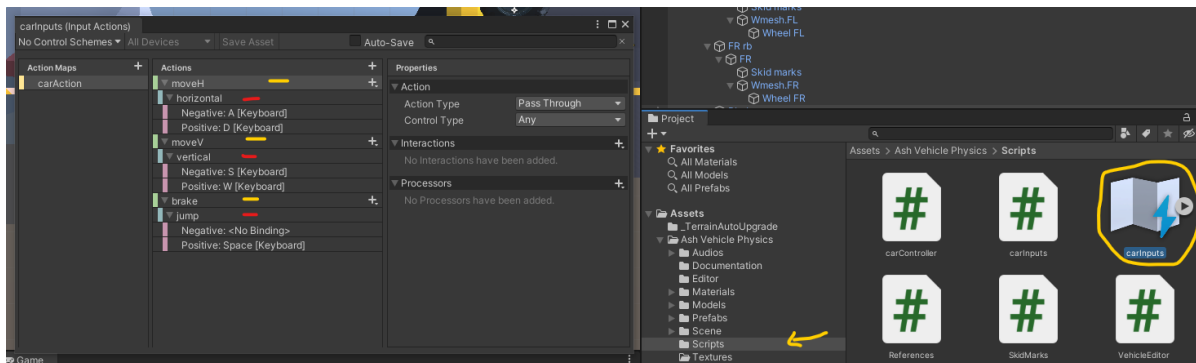 carInputs (Input Actions)
No Control Schemes All Devices Save Asset Auto-Save
Action Maps
carAction
Actions
moveH
horizontal
Negative: A [Keyboard]
Positive: D [Keyboard]
moveV
vertical
Negative: S [Keyboard]
Positive: W [Keyboard]
brake
jump
Negative: <No Binding>
Positive: Space [Keyboard]
Properties
Action
Action Type Pass Through
Control Type Any
Interactions
No Interactions have been added.
Processors
No Processors have been added.
Game
Skid marks
Wmesh.FL
Wheel FL
FR rb
FR
Skid marks
Wmesh.FR
Wheel FR
Project
Favorites
All Materials
All Models
All Prefabs
Assets
_TerrainAutoUpgrade
Ash Vehicle Physics
Audios
Documentation
Editor
Materials
Models
Prefabs
Scene
Scripts
Textures
Assets > Ash Vehicle Physics > Scripts
carController carInputs carInputs
References SkidMarks VehicleEditor